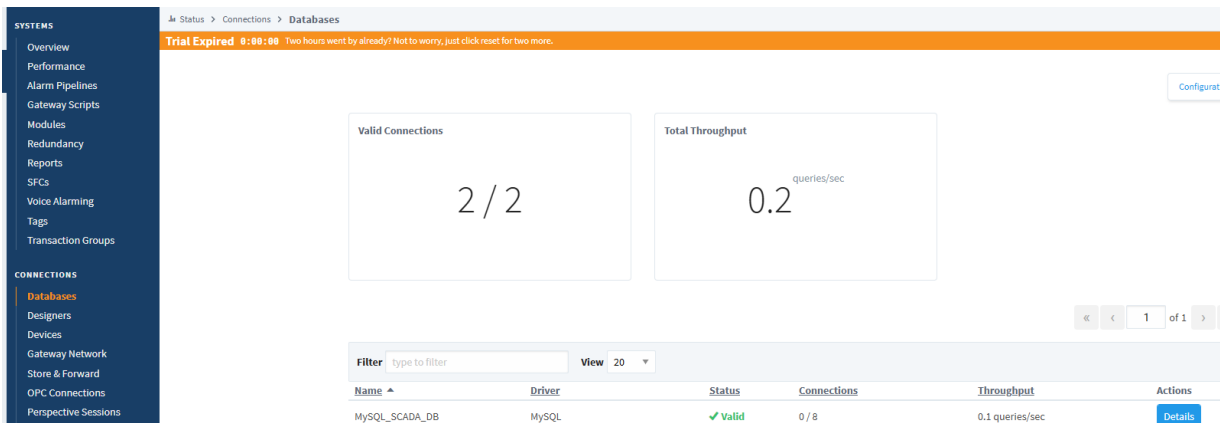 SYSTEMS
Overview
Performance
Alarm Pipelines
Gateway Scripts
Modules
Redundancy
Reports
SFCs
Voice Alarming
Tags
Transaction Groups
CONNECTIONS
Databases
Designers
Devices
Gateway Network
Store & Forward
OPC Connections
Perspective Sessions
Status > Connections > Databases
Trial Expired 0:00:00 Two hours went by already? Not to worry, just click reset for two more.
Configurat
Valid Connections
2 / 2
Total Throughput
0.2 queries/sec
« ‹ 1 of 1 ›
Filter type to filter View 20
Name Driver Status Connections Throughput Actions
MySQL_SCADA_DB MySQL Valid 0 / 8 0.1 queries/sec Details